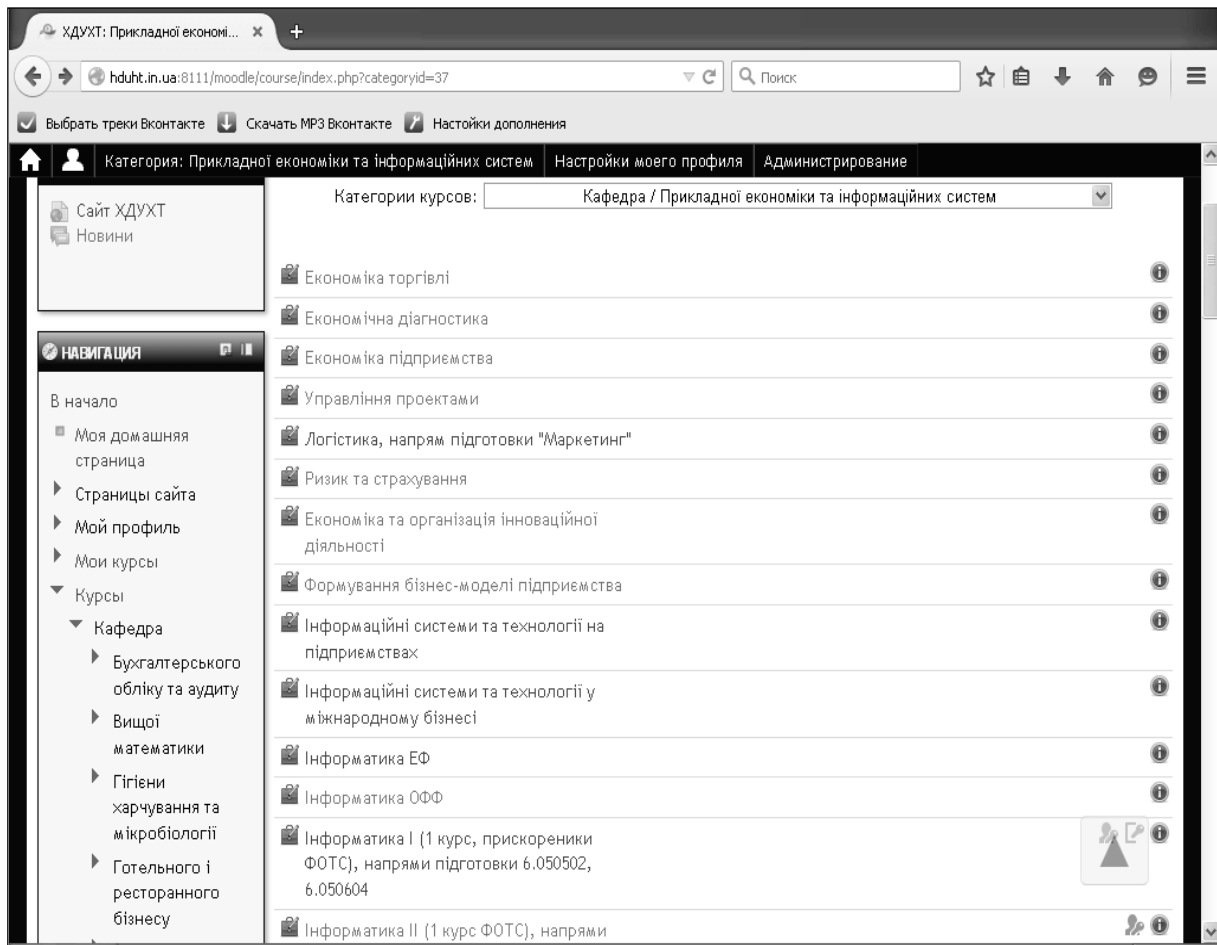 ХДУХТ: Прикладної економі...
hduht.in.ua:8111/moodle/course/index.php?categoryid=37
Поиск
Выбрать треки Вконтакте
Скачать MP3 Вконтакте
Настойки дополнения
Категория: Прикладної економіки та інформаційних систем
Настройки моего профиля
Администрирование
Сайт ХДУХТ
Новини
НАВИГАЦИЯ
В начало
Моя домашняя
страница
Страницы сайта
Мой профиль
Мои курсы
Курсы
Кафедра
Бухгалтерського
обліку та аудиту
Вищої
математики
Гігієни
харчування та
мікробіології
Готельного і
ресторанного
бізнесу
Категории курсов:
Кафедра / Прикладної економіки та інформаційних систем
Економіка торгівлі
Економічна діагностика
Економіка підприємства
Управління проектами
Логістика, напрям підготовки "Маркетинг"
Ризик та страхування
Економіка та організація інноваційної
діяльності
Формування бізнес-моделі підприємства
Інформаційні системи та технології на
підприємствах
Інформаційні системи та технології у
міжнародному бізнесі
Інформатика ЕФ
Інформатика ОФФ
Інформатика І (1 курс, прискореники
ФОТС), напрями підготовки 6.050502,
6.050604
Інформатика ІІ (1 курс ФОТС), напрями